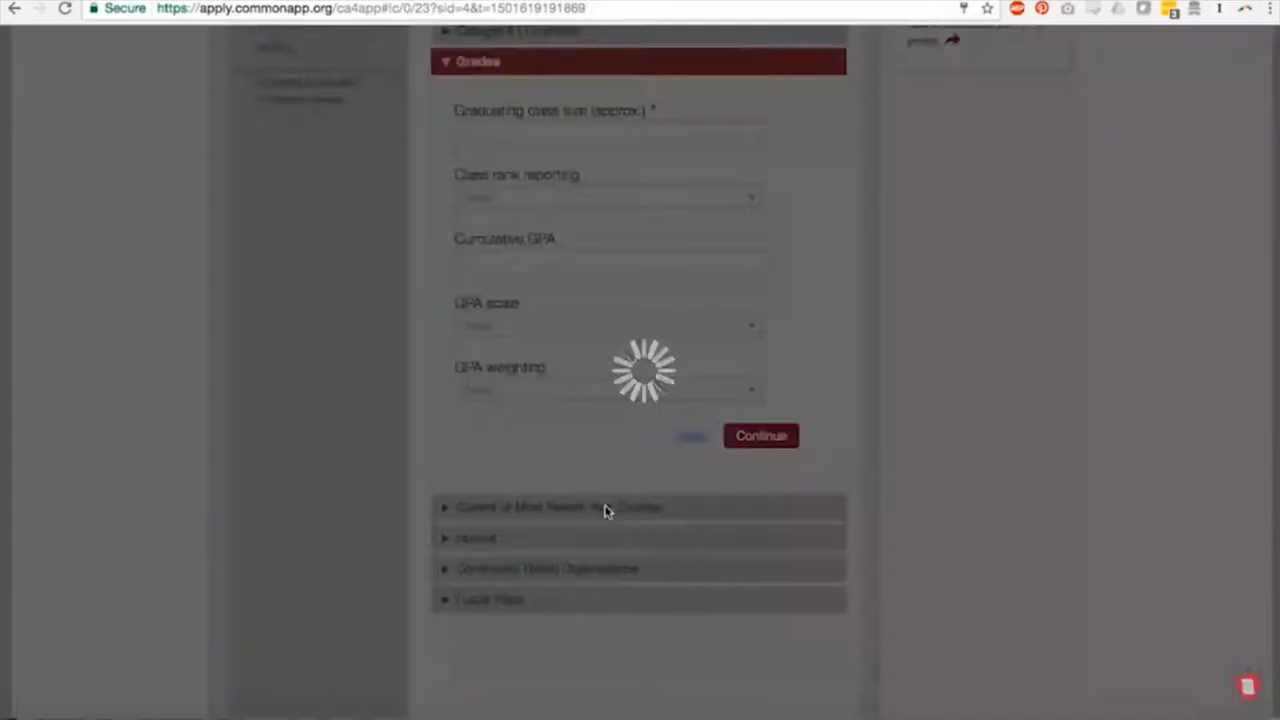 Secure https://apply.commonapp.org/ca4app#!c/0/23?sid=4&t=1501619191869
ABP
3
Grades
Graduating class size (approx.) *
Class rank reporting
Cumulative GPA
GPA scale
GPA weighting
Continue
Current or Most Recent Year Courses
Honors
Community-Based Organizations
Future Plans